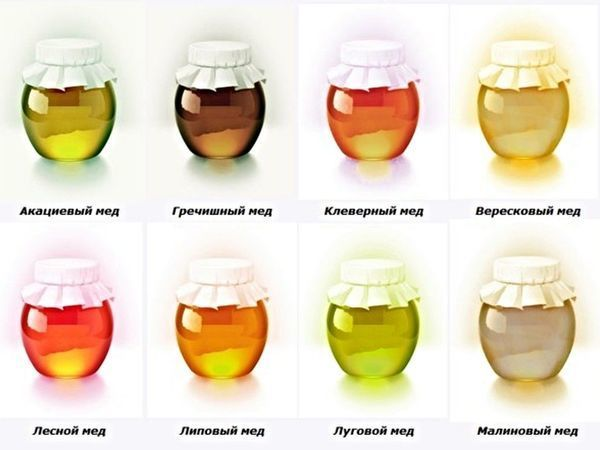 Акациевый мед
Гречишный мед
Клеверный мед
Вересковый мед
Лесной мед
Липовый мед
Луговой мед
Малиновый мед